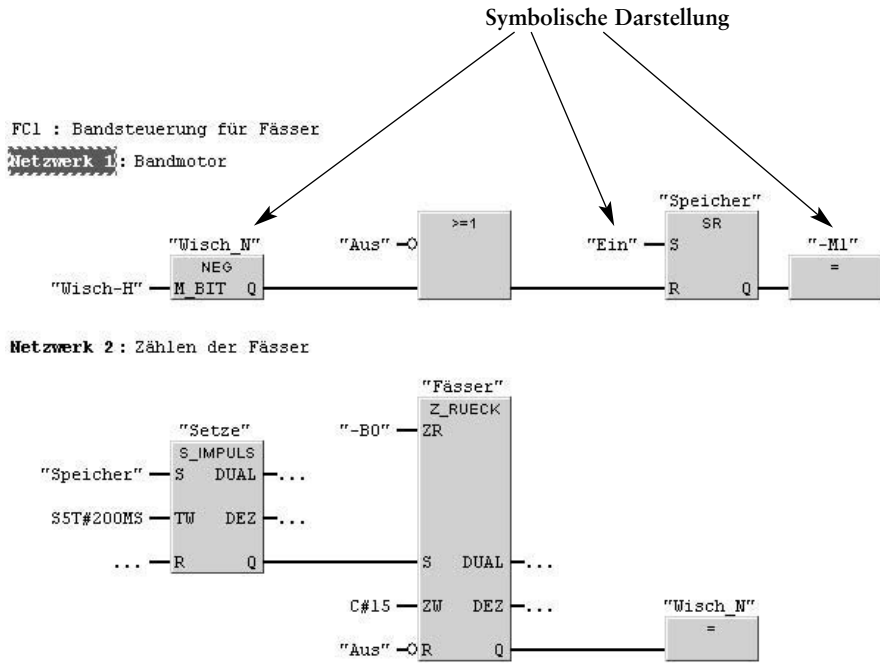 Symbolische Darstellung
FC1 : Bandsteuerung für Fässer
Netzwerk 1: Bandmotor
"Speicher"
"Wisch_N" "Aus" >=1 "Ein" SR "-M1"
NEG S =
"Wisch-H" M_BIT Q R Q
Netzwerk 2: Zählen der Fässer
"Fässer"
"Setze" "-B0" Z_RUECK
S_IMPULS ZR
"Speicher" S DUAL ...
S5T#200MS TW DEZ ...
... R Q S DUAL ...
C#15 ZW DEZ ... "Wisch_N"
"Aus" R Q =